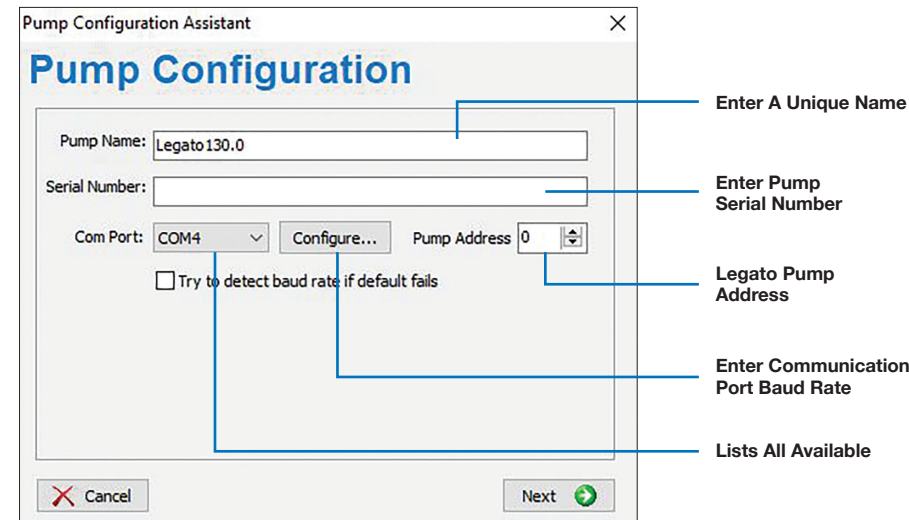 Pump Configuration Assistant
Pump Configuration
Enter A Unique Name
Pump Name: Legato130.0
Enter Pump
Serial Number
Serial Number:
Com Port: COM4 Configure... Pump Address 0
Legato Pump
Address
Try to detect baud rate if default fails
Enter Communication
Port Baud Rate
Lists All Available
Cancel Next